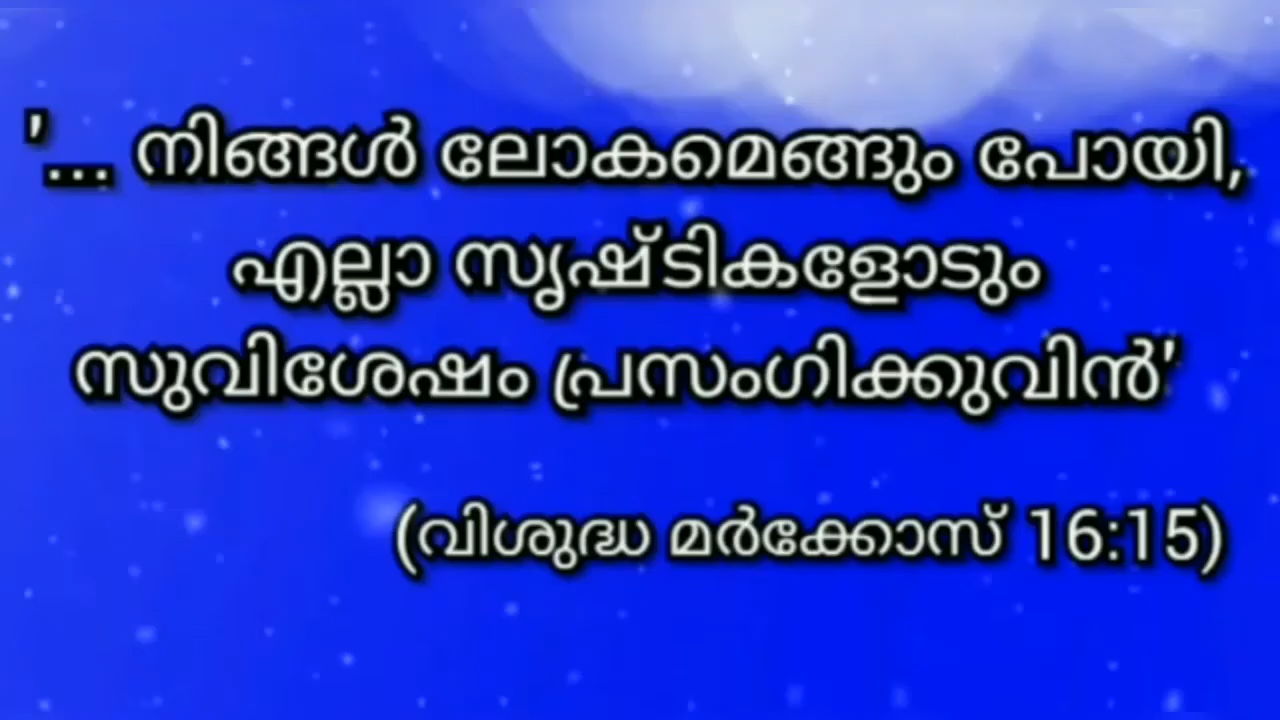 '... നിങ്ങൾ ലോകമെങ്ങും പോയി,
എല്ലാ സൃഷ്ടികളോടും
സുവിശേഷം പ്രസംഗിക്കുവിൻ'
(വിശുദ്ധ മർക്കോസ് 16:15)